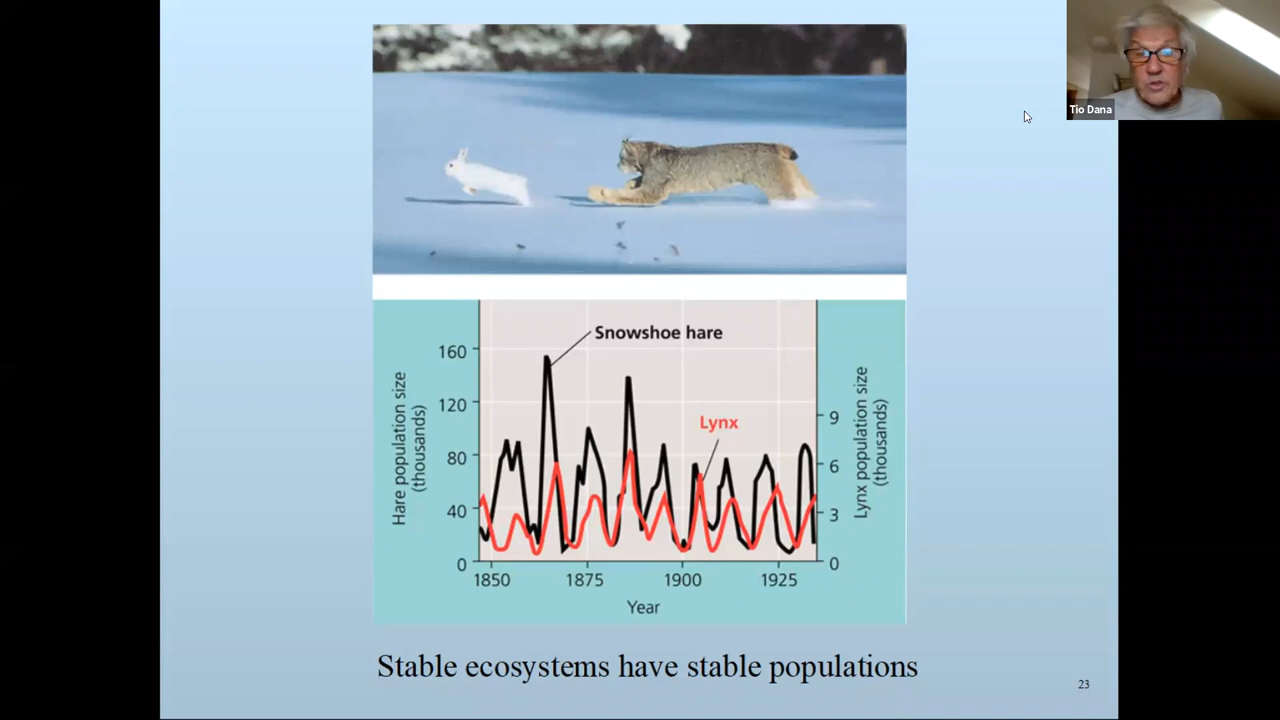 Tio Dana
Snowshoe hare
Lynx
Hare population size
(thousands)
160
120
80
40
0
Lynx population size
(thousands)
9
6
3
0
1850 1875 1900 1925
Year
Stable ecosystems have stable populations
23